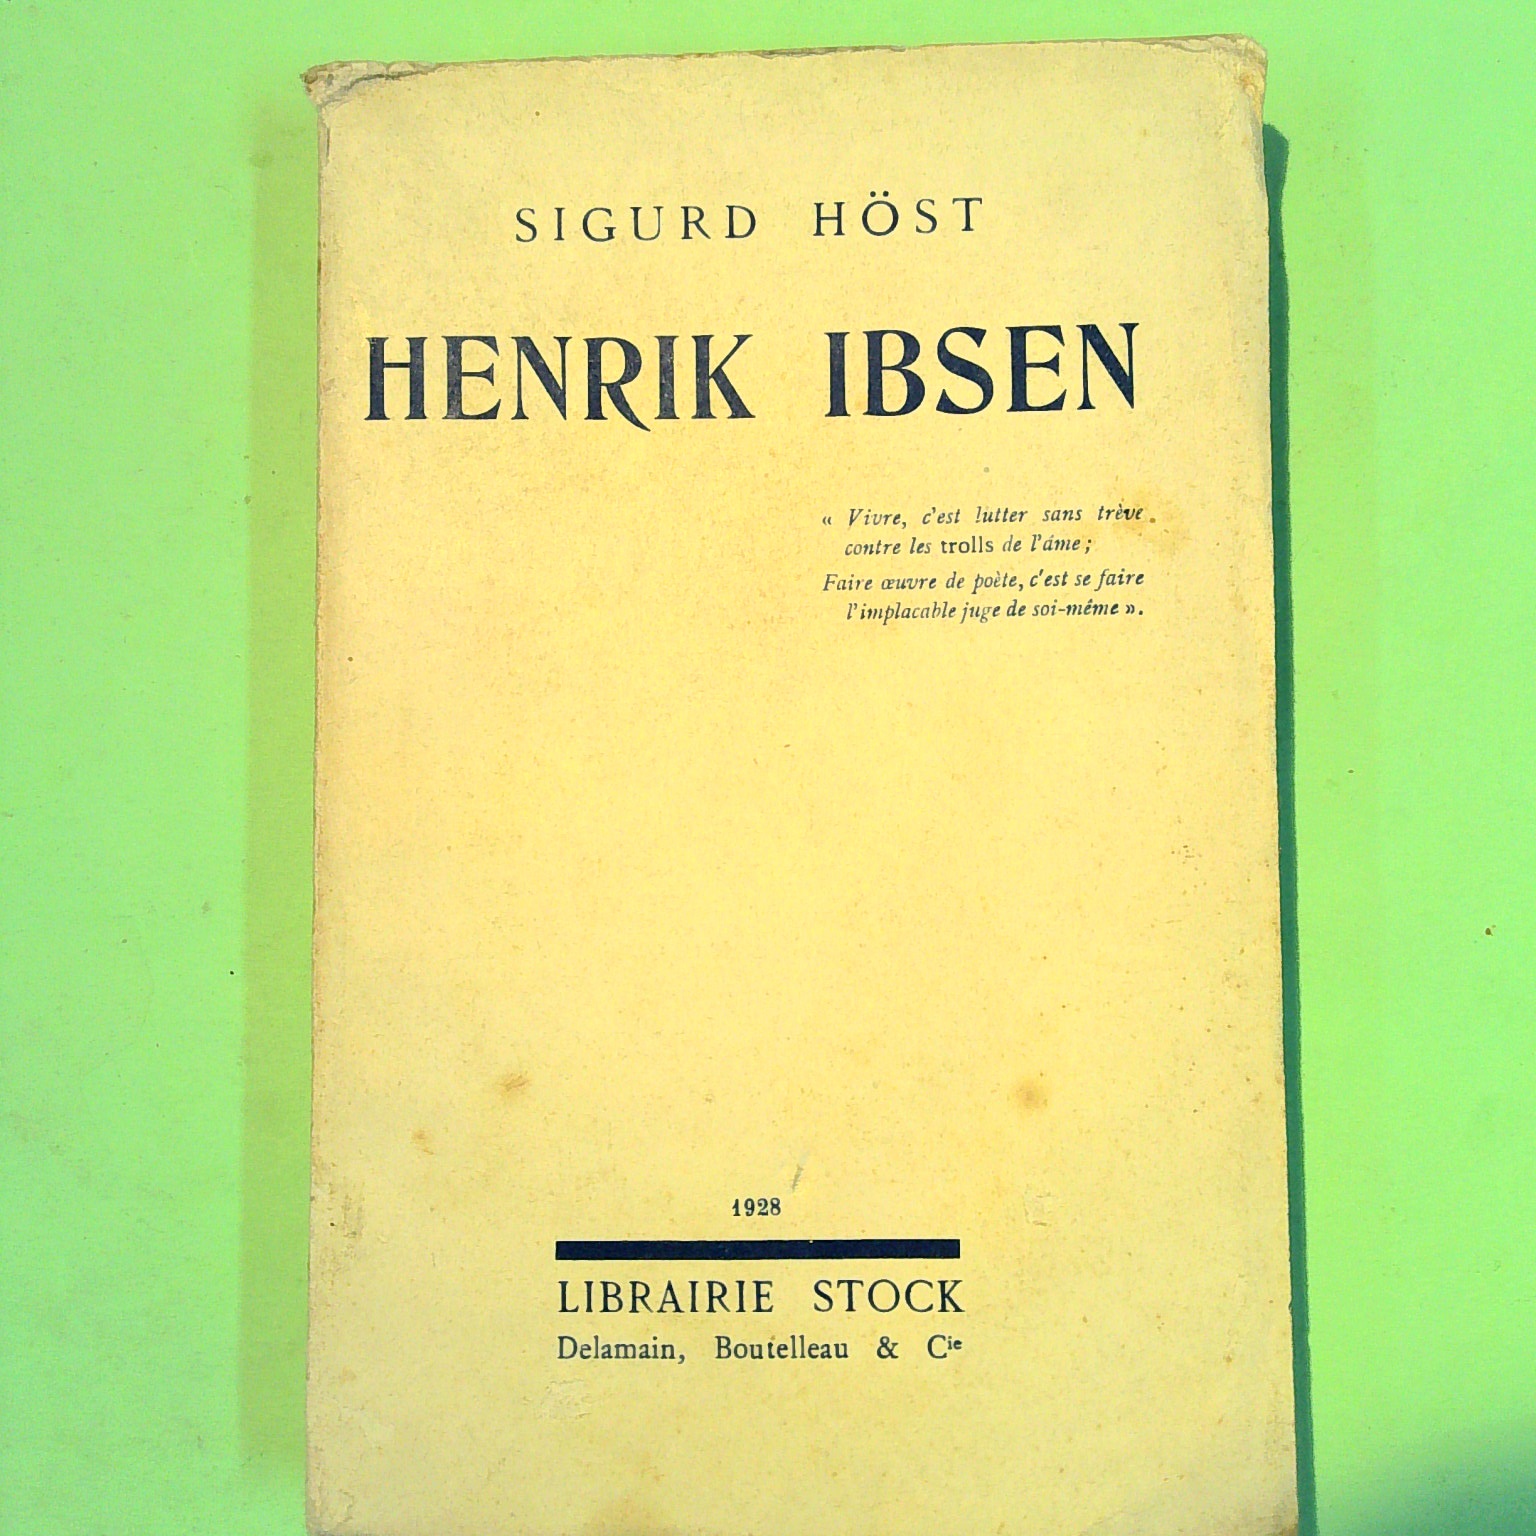 SIGURD HÖST
HENRIK IBSEN
« Vivre, c'est lutter sans trève
contre les trolls de l'âme ;
Faire œuvre de poète, c'est se faire
l'implacable juge de soi-même ».
1928
LIBRAIRIE STOCK
Delamain, Boutelleau & Cie